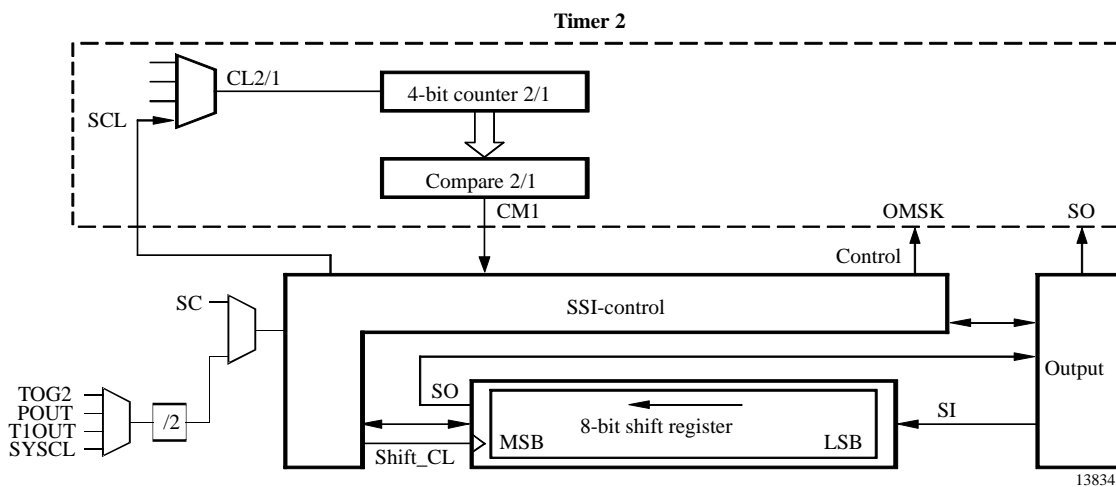 Timer 2
CL2/1
4-bit counter 2/1
SCL
Compare 2/1
CM1
OMSK
SO
Control
SC
SSI-control
TOG2
POUT
T1OUT
SYSCL
/2
SO
Output
8-bit shift register
SI
MSB
LSB
Shift_CL
13834